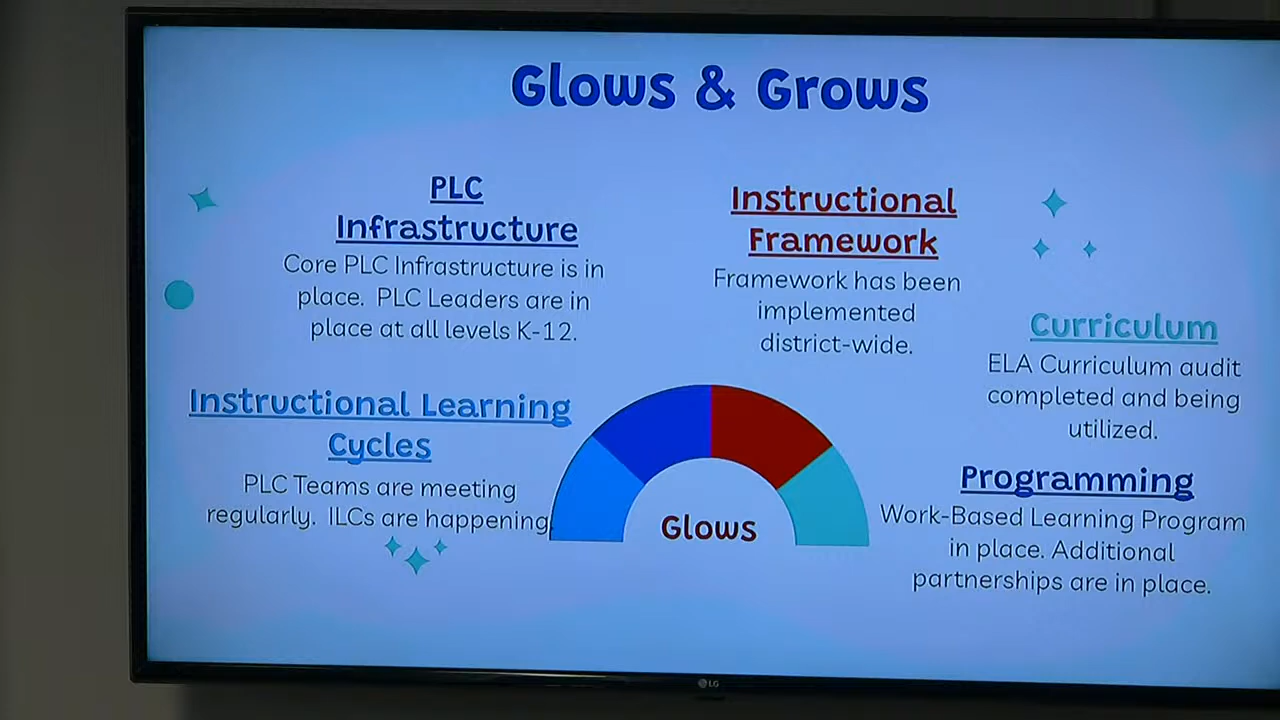 Glows & Grows
PLC
Infrastructure
Core PLC Infrastructure is in
place. PLC Leaders are in
place at all levels K-12.
Instructional
Framework
Framework has been
implemented
district-wide.
Curriculum
ELA Curriculum audit
completed and being
utilized.
Instructional Learning
Cycles
PLC Teams are meeting
regularly. ILCs are happening
Glows
Programming
Work-Based Learning Program
in place. Additional
partnerships are in place.
LG